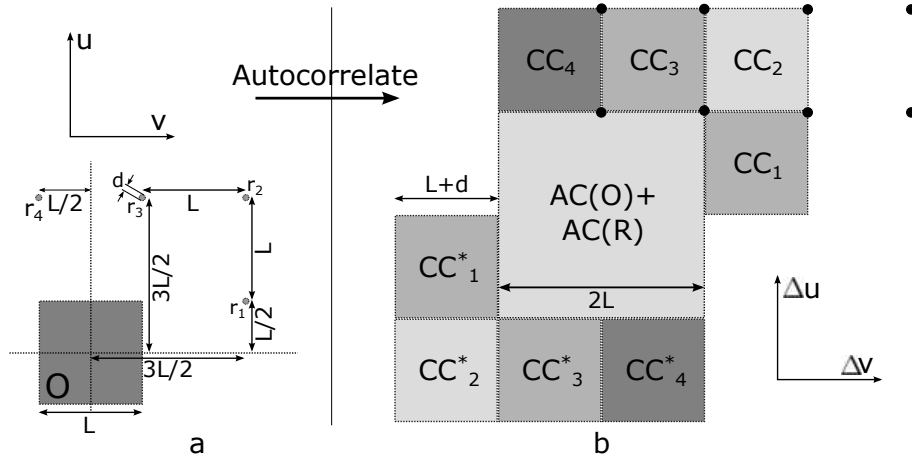 u
v
Autocorrelate
L/2
d
r₄
r₃
L
r₂
3L/2
L
r₁
L/2
3L/2
O
L
a
CC₄
CC₃
CC₂
CC₁
L+d
AC(O)+
AC(R)
CC*₁
2L
CC*₂
CC*₃
CC*₄
Δu
Δv
b